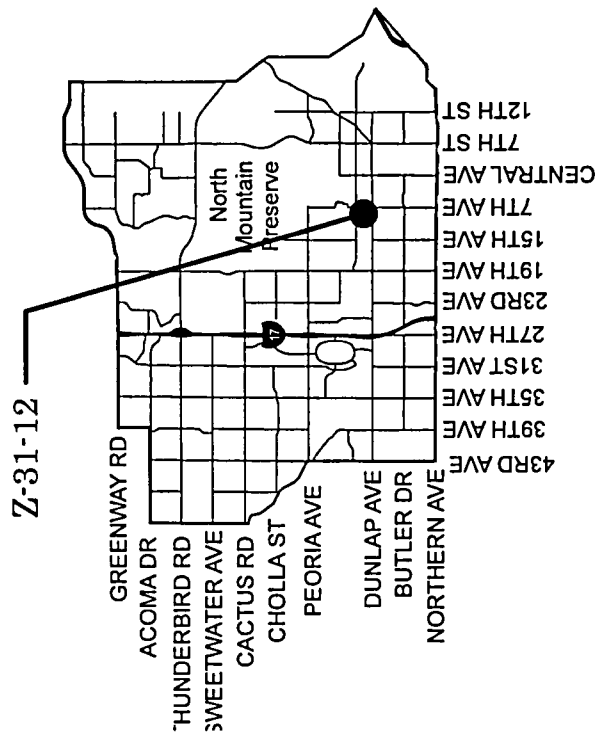 Z-31-12
GREENWAY RD
ACOMA DR
THUNDERBIRD RD
SWEETWATER AVE
CACTUS RD
CHOLLA ST
PEORIA AVE
DUNLAP AVE
BUTLER DR
NORTHERN AVE
North
Mountain
Preserve
43RD AVE
39TH AVE
35TH AVE
31ST AVE
27TH AVE
23RD AVE
19TH AVE
15TH AVE
7TH AVE
CENTRAL AVE
7TH ST
12TH ST